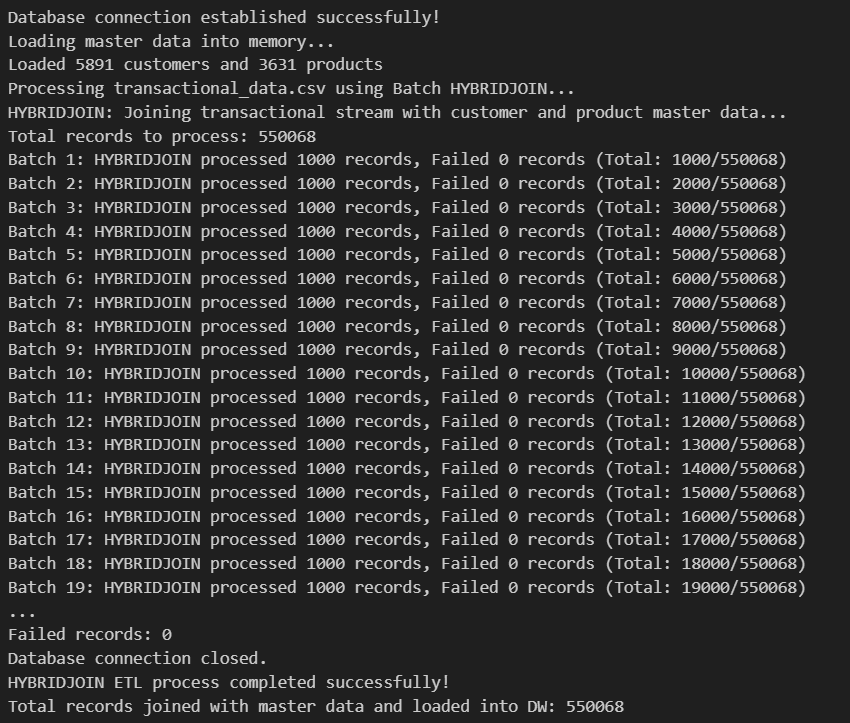 Database connection established successfully!
Loading master data into memory...
Loaded 5891 customers and 3631 products
Processing transactional_data.csv using Batch HYBRIDJOIN...
HYBRIDJOIN: Joining transactional stream with customer and product master data...
Total records to process: 550068
Batch 1: HYBRIDJOIN processed 1000 records, Failed 0 records (Total: 1000/550068)
Batch 2: HYBRIDJOIN processed 1000 records, Failed 0 records (Total: 2000/550068)
Batch 3: HYBRIDJOIN processed 1000 records, Failed 0 records (Total: 3000/550068)
Batch 4: HYBRIDJOIN processed 1000 records, Failed 0 records (Total: 4000/550068)
Batch 5: HYBRIDJOIN processed 1000 records, Failed 0 records (Total: 5000/550068)
Batch 6: HYBRIDJOIN processed 1000 records, Failed 0 records (Total: 6000/550068)
Batch 7: HYBRIDJOIN processed 1000 records, Failed 0 records (Total: 7000/550068)
Batch 8: HYBRIDJOIN processed 1000 records, Failed 0 records (Total: 8000/550068)
Batch 9: HYBRIDJOIN processed 1000 records, Failed 0 records (Total: 9000/550068)
Batch 10: HYBRIDJOIN processed 1000 records, Failed 0 records (Total: 10000/550068)
Batch 11: HYBRIDJOIN processed 1000 records, Failed 0 records (Total: 11000/550068)
Batch 12: HYBRIDJOIN processed 1000 records, Failed 0 records (Total: 12000/550068)
Batch 13: HYBRIDJOIN processed 1000 records, Failed 0 records (Total: 13000/550068)
Batch 14: HYBRIDJOIN processed 1000 records, Failed 0 records (Total: 14000/550068)
Batch 15: HYBRIDJOIN processed 1000 records, Failed 0 records (Total: 15000/550068)
Batch 16: HYBRIDJOIN processed 1000 records, Failed 0 records (Total: 16000/550068)
Batch 17: HYBRIDJOIN processed 1000 records, Failed 0 records (Total: 17000/550068)
Batch 18: HYBRIDJOIN processed 1000 records, Failed 0 records (Total: 18000/550068)
Batch 19: HYBRIDJOIN processed 1000 records, Failed 0 records (Total: 19000/550068)
...
Failed records: 0
Database connection closed.
HYBRIDJOIN ETL process completed successfully!
Total records joined with master data and loaded into DW: 550068